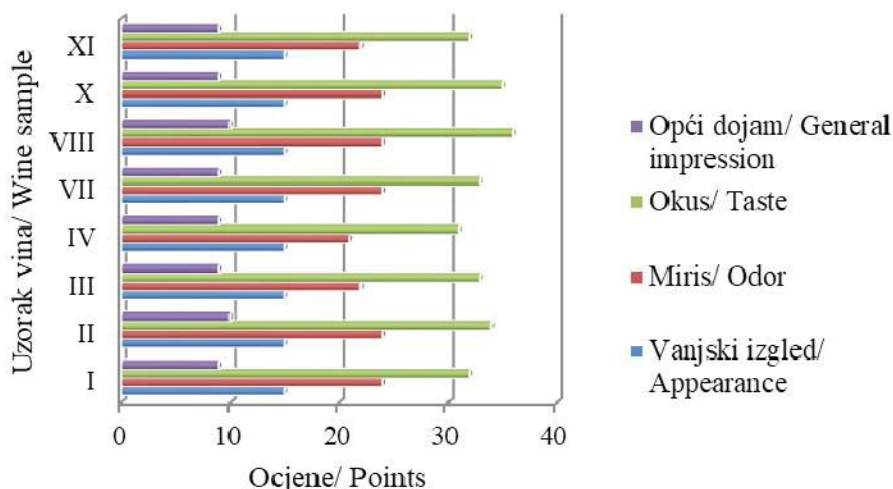 Uzorak vina/ Wine sample
XI
X
VIII
VII
IV
III
II
I
0 10 20 30 40
Ocjene/ Points
Opći dojam/ General
impression
Okus/ Taste
Miris/ Odor
Vanjski izgled/
Appearance